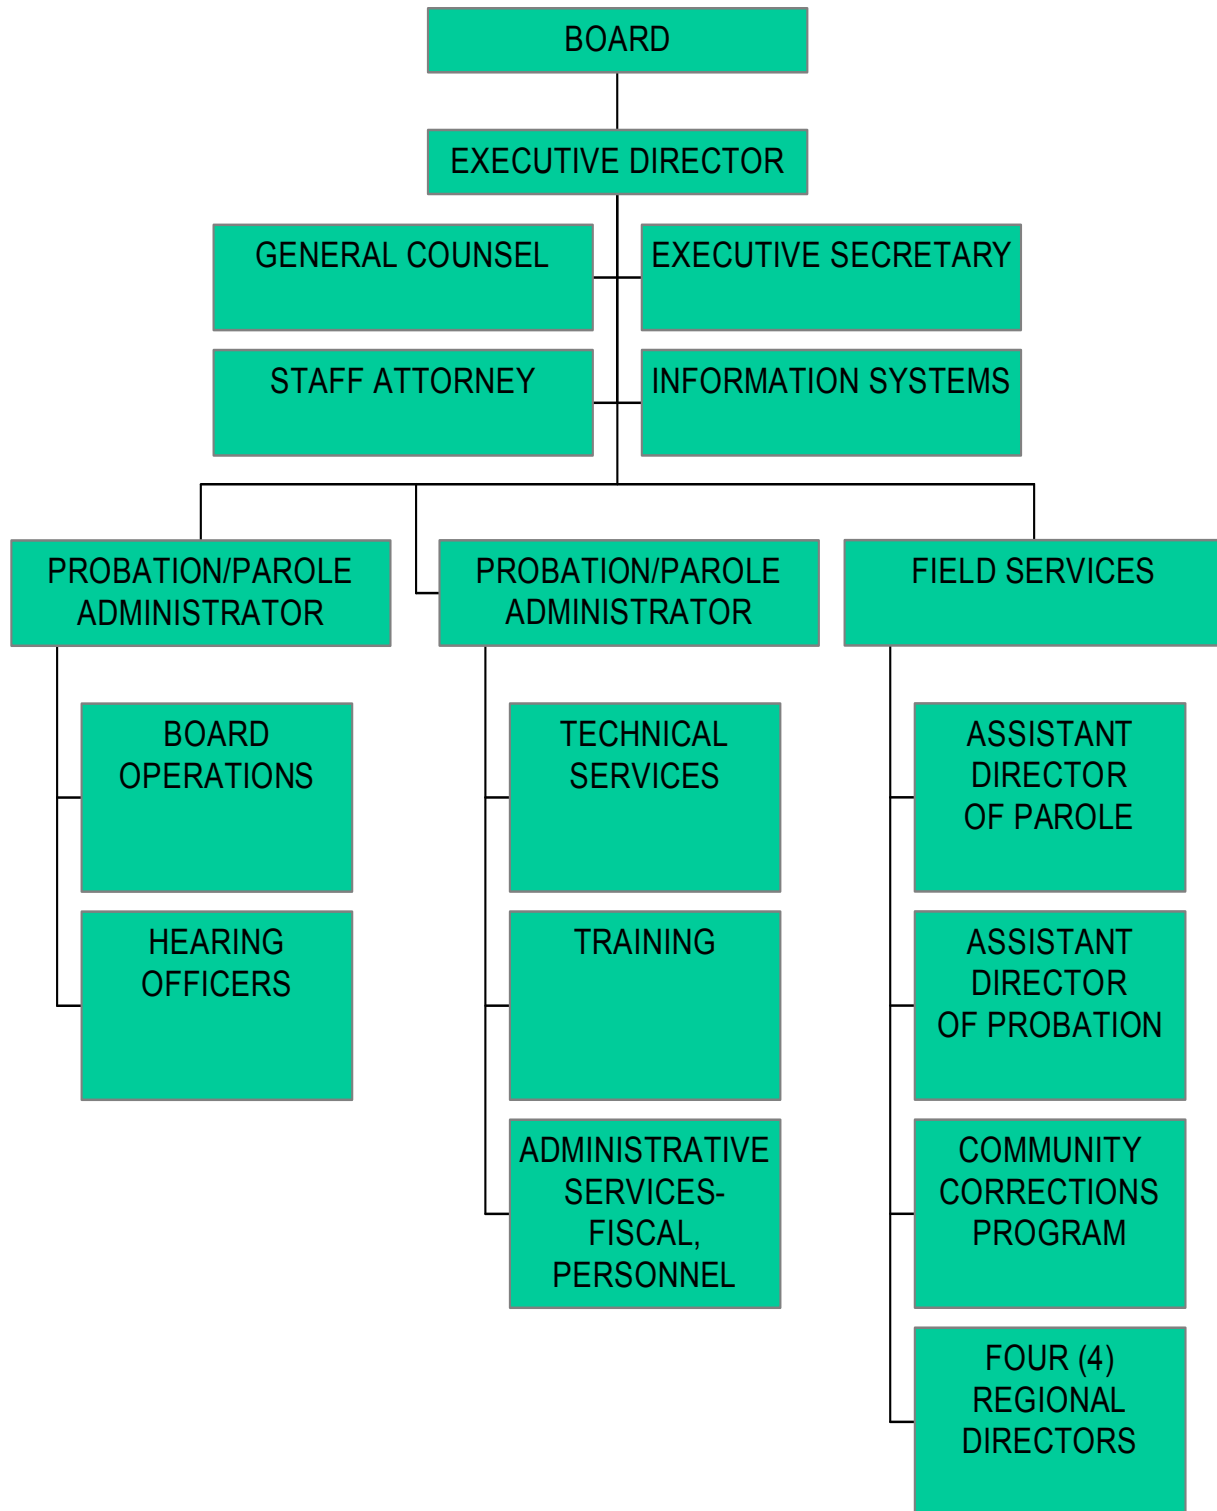 BOARD
EXECUTIVE DIRECTOR
GENERAL COUNSEL
EXECUTIVE SECRETARY
STAFF ATTORNEY
INFORMATION SYSTEMS
PROBATION/PAROLE
ADMINISTRATOR
PROBATION/PAROLE
ADMINISTRATOR
FIELD SERVICES
BOARD
OPERATIONS
HEARING
OFFICERS
TECHNICAL
SERVICES
TRAINING
ADMINISTRATIVE
SERVICES-
FISCAL,
PERSONNEL
ASSISTANT
DIRECTOR
OF PAROLE
ASSISTANT
DIRECTOR
OF PROBATION
COMMUNITY
CORRECTIONS
PROGRAM
FOUR (4)
REGIONAL
DIRECTORS